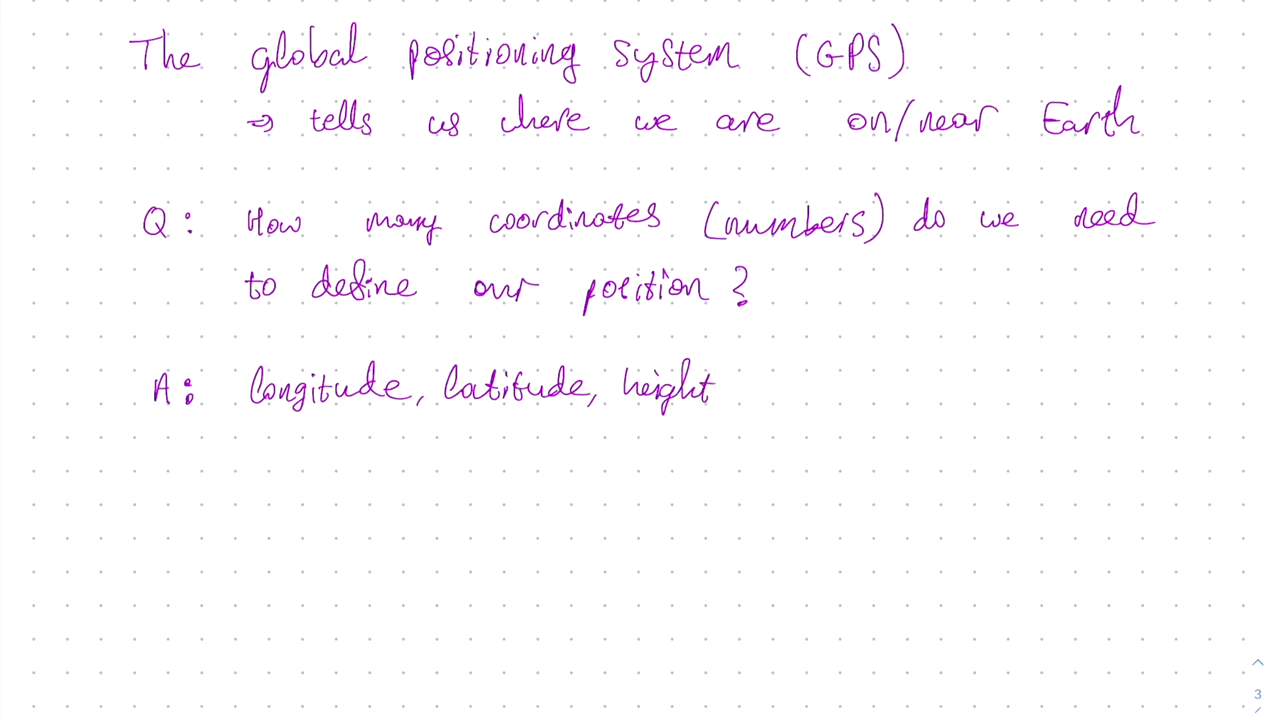 The global positioning system (GPS)
⇒ tells us where we are on/near Earth
Q: How many coordinates (numbers) do we need
to define our position?
A: longitude, latitude, height
3